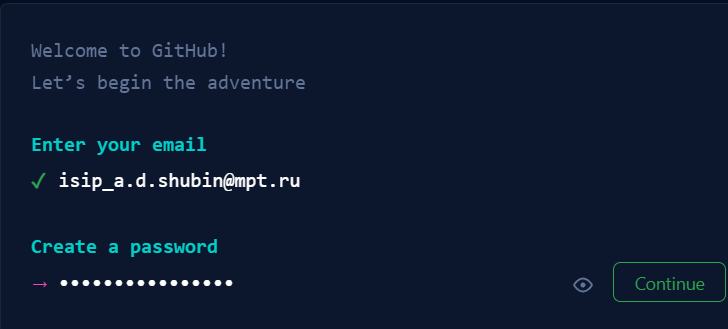 Welcome to GitHub!
Let’s begin the adventure
Enter your email
✓ isip_a.d.shubin@mpt.ru
Create a password
→ ••••••••••••••••
Continue